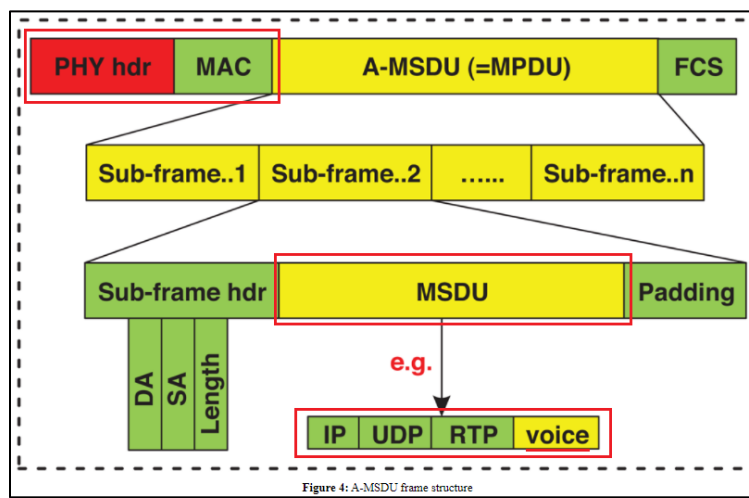 PHY hdr MAC A-MSDU (=MPDU) FCS
Sub-frame..1 Sub-frame..2 ...... Sub-frame..n
Sub-frame hdr MSDU Padding
DA SA Length
e.g.
IP UDP RTP voice
Figure 4: A-MSDU frame structure